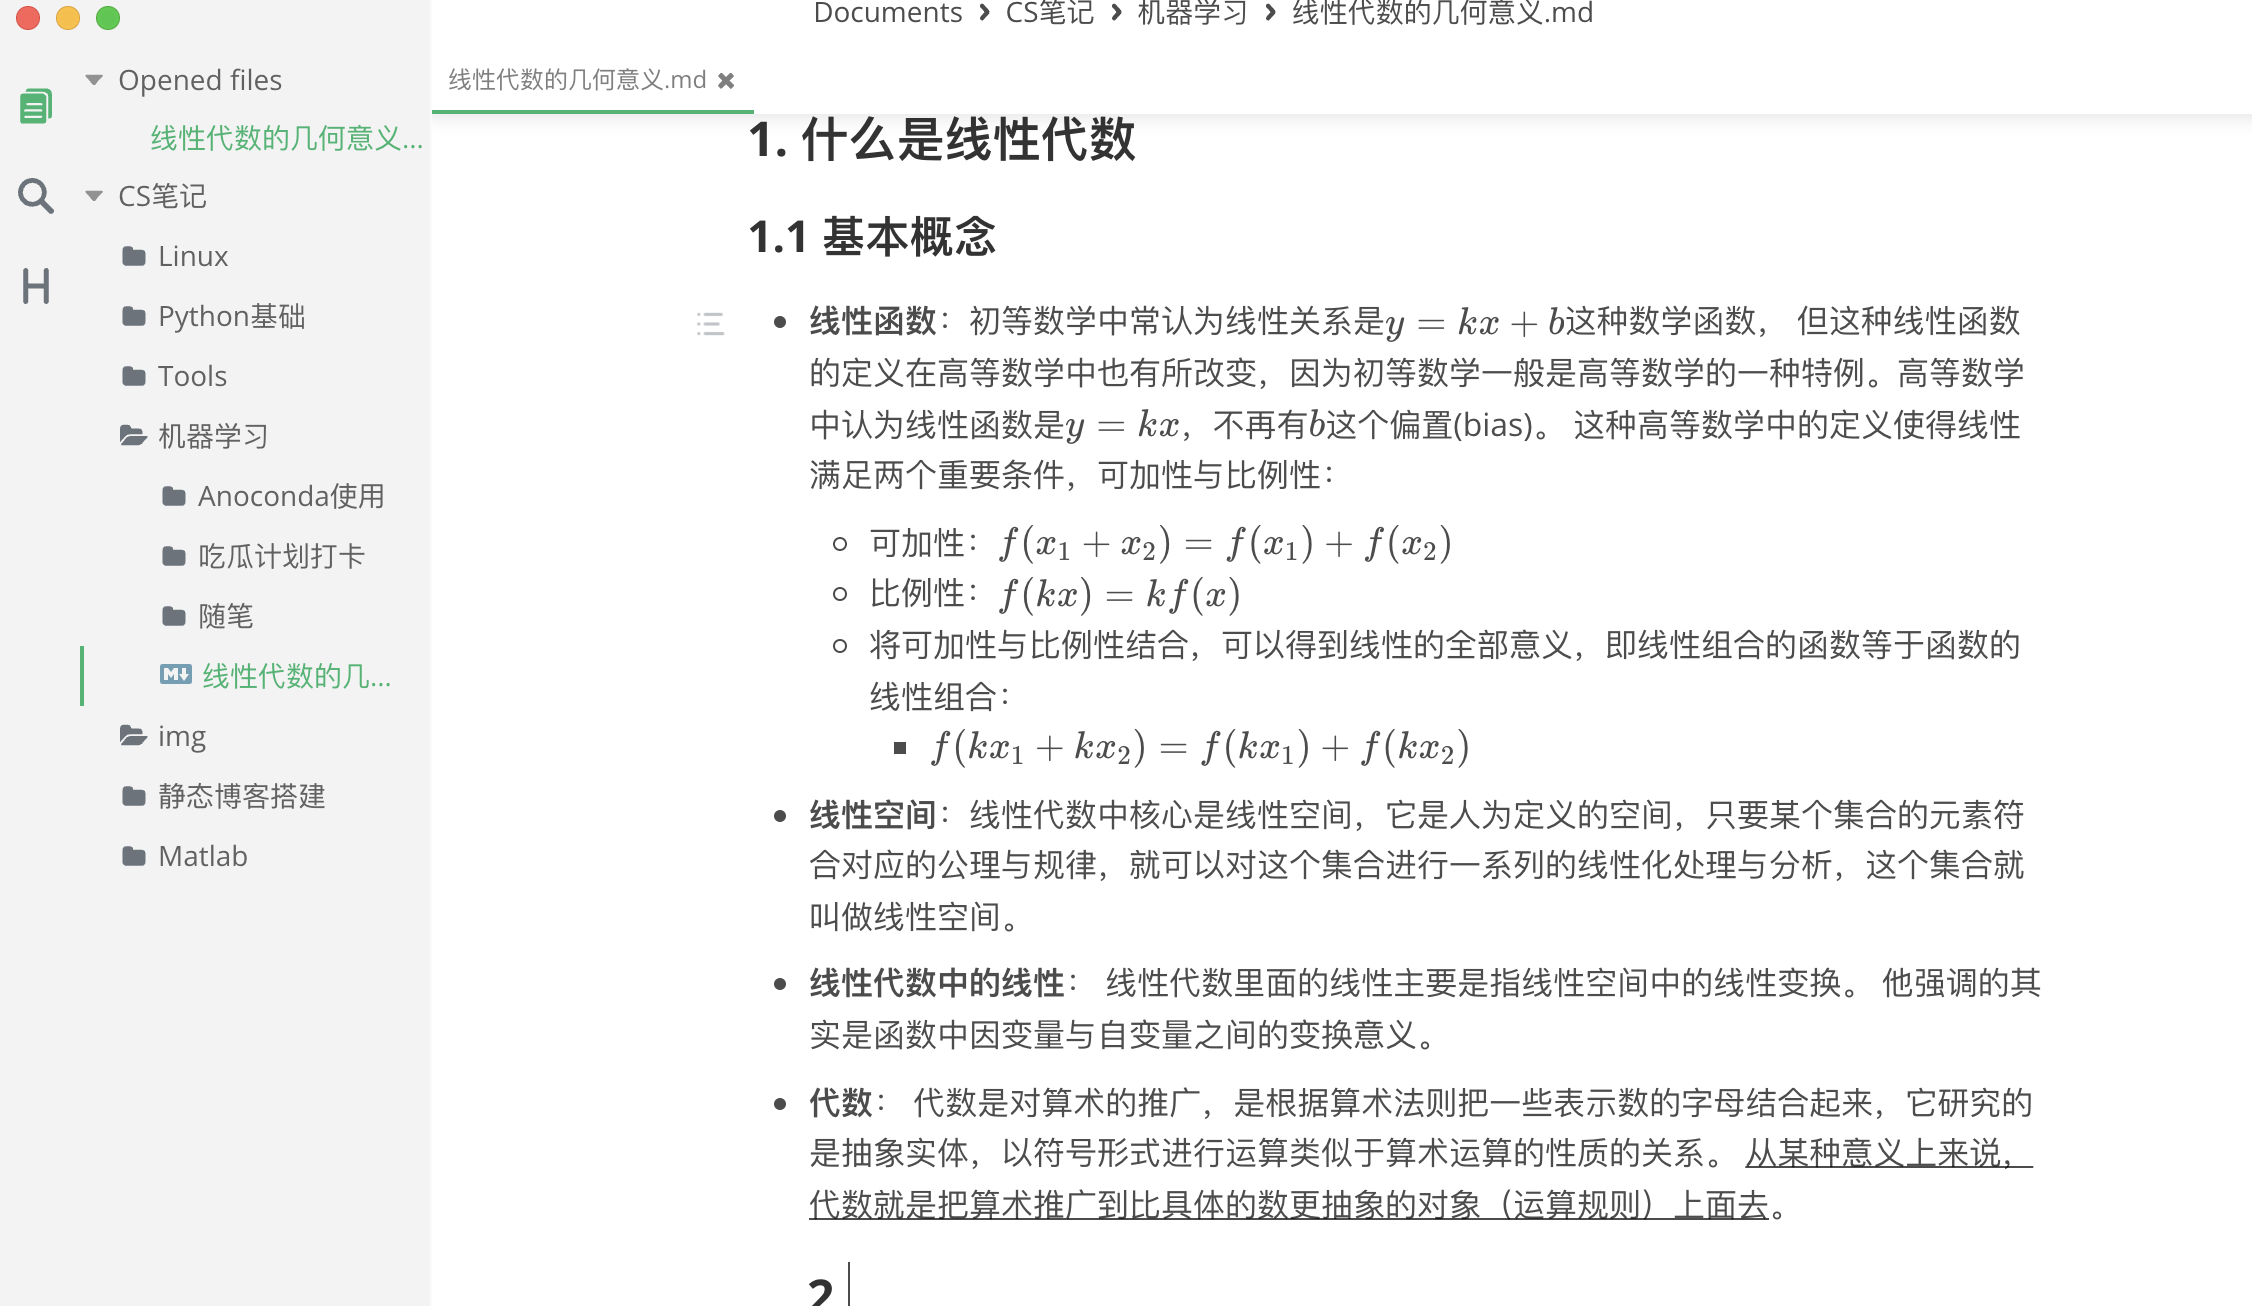 Documents › CS笔记 › 机器学习 › 线性代数的几何意义.md
Opened files
线性代数的几何意义...
CS笔记
Linux
Python基础
Tools
机器学习
Anoconda使用
吃瓜计划打卡
随笔
线性代数的几...
img
静态博客搭建
Matlab
H
线性代数的几何意义.md ✖
1. 什么是线性代数
1.1 基本概念
线性函数：初等数学中常认为线性关系是y = kx + b这种数学函数， 但这种线性函数
的定义在高等数学中也有所改变，因为初等数学一般是高等数学的一种特例。高等数学
中认为线性函数是y = kx，不再有b这个偏置(bias)。 这种高等数学中的定义使得线性
满足两个重要条件，可加性与比例性：
可加性：f(x₁ + x₂) = f(x₁) + f(x₂)
比例性：f(kx) = kf(x)
将可加性与比例性结合，可以得到线性的全部意义，即线性组合的函数等于函数的
线性组合：
f(kx₁ + kx₂) = f(kx₁) + f(kx₂)
线性空间：线性代数中核心是线性空间，它是人为定义的空间，只要某个集合的元素符
合对应的公理与规律，就可以对这个集合进行一系列的线性化处理与分析，这个集合就
叫做线性空间。
线性代数中的线性： 线性代数里面的线性主要是指线性空间中的线性变换。 他强调的其
实是函数中因变量与自变量之间的变换意义。
代数： 代数是对算术的推广，是根据算术法则把一些表示数的字母结合起来，它研究的
是抽象实体，以符号形式进行运算类似于算术运算的性质的关系。 从某种意义上来说，
代数就是把算术推广到比具体的数更抽象的对象（运算规则）上面去。
2